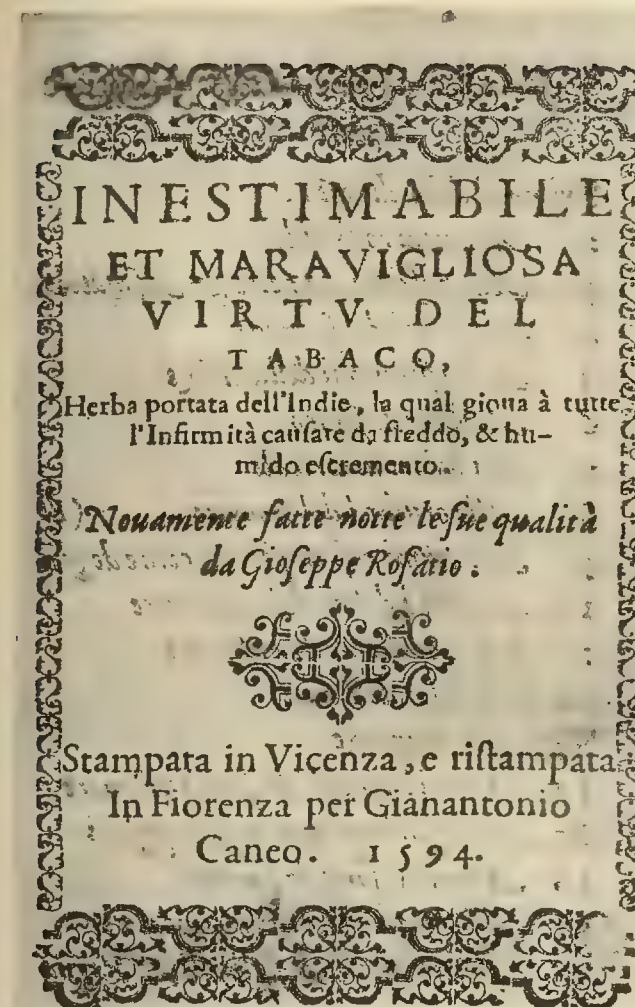 INESTIMABILE
ET MARAVIGLIOSA
VIRTV DEL
TABACO,
Herba portata dell'Indie, la qual gioua à tutte
l'Infirmità causate da freddo, & hu-
mido escremento.
Nouamente fatte notte le sue qualità
da Gioseppe Rosatio.
Stampata in Vicenza, e ristampata
In Fiorenza per Gianantonio
Caneo. 1594.